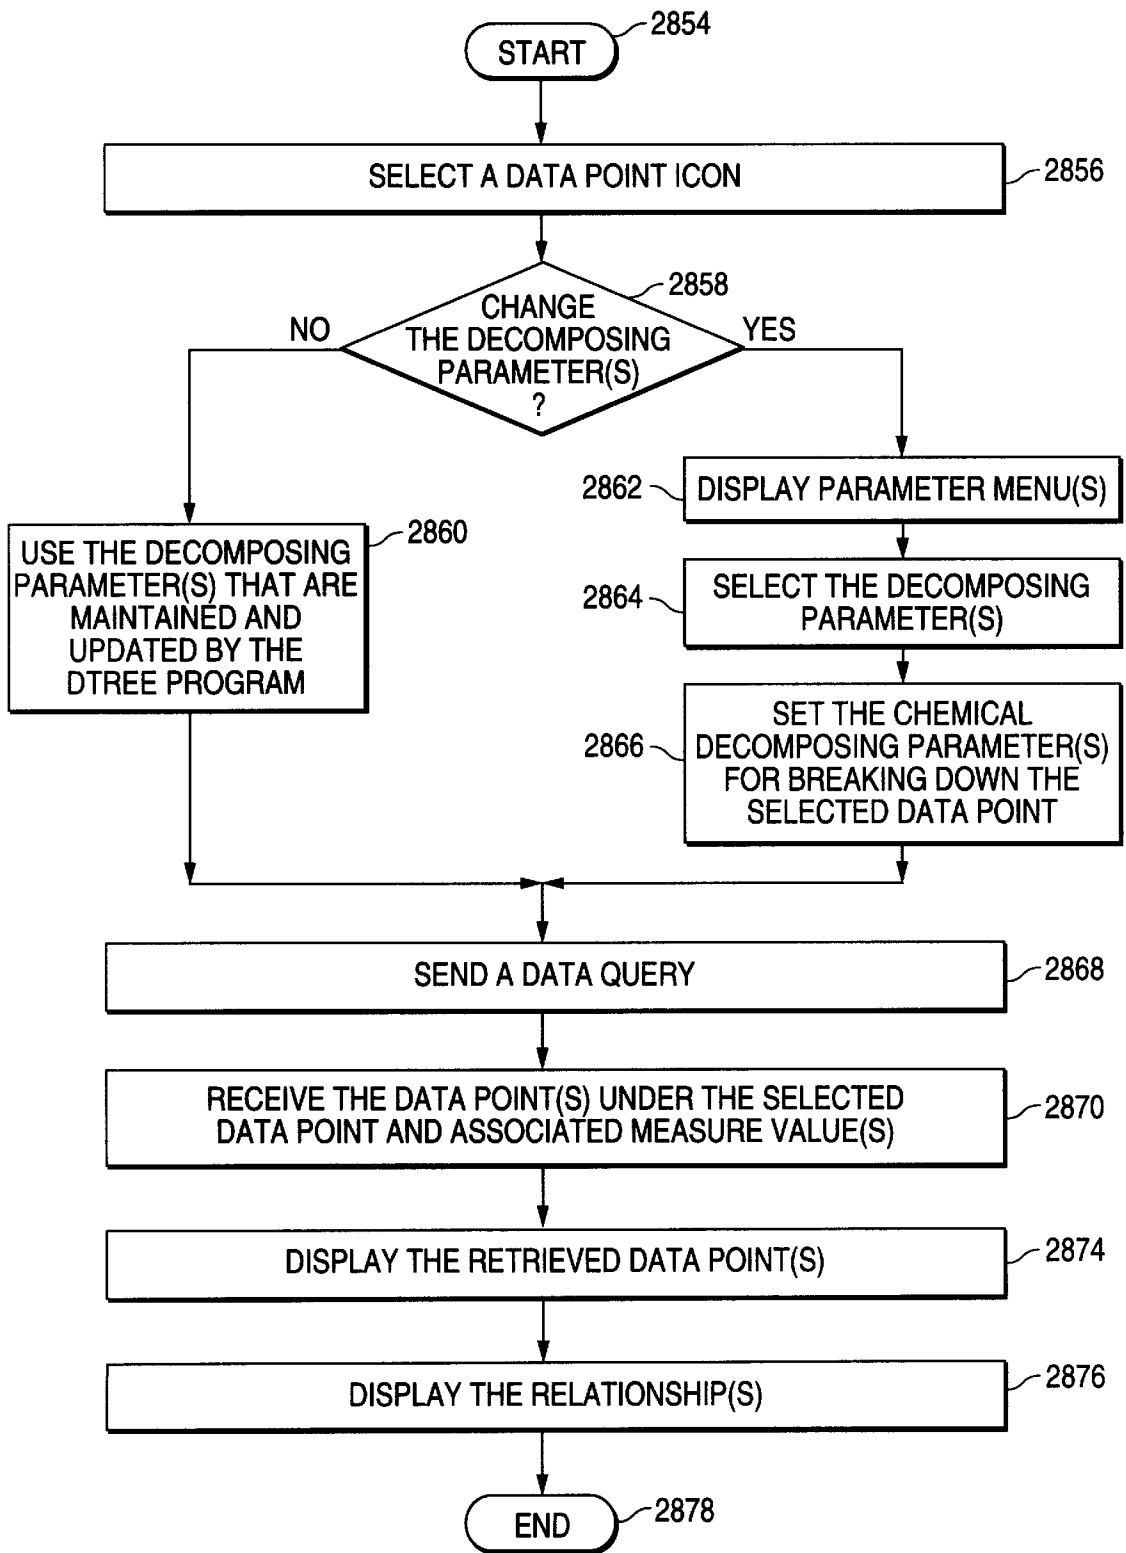 START
2854
SELECT A DATA POINT ICON
2856
CHANGE
THE DECOMPOSING
PARAMETER(S)
?
2858
NO
YES
2862
DISPLAY PARAMETER MENU(S)
USE THE DECOMPOSING
PARAMETER(S) THAT ARE
MAINTAINED AND
UPDATED BY THE
DTREE PROGRAM
2860
2864
SELECT THE DECOMPOSING
PARAMETER(S)
2866
SET THE CHEMICAL
DECOMPOSING PARAMETER(S)
FOR BREAKING DOWN THE
SELECTED DATA POINT
SEND A DATA QUERY
2868
RECEIVE THE DATA POINT(S) UNDER THE SELECTED
DATA POINT AND ASSOCIATED MEASURE VALUE(S)
2870
DISPLAY THE RETRIEVED DATA POINT(S)
2874
DISPLAY THE RELATIONSHIP(S)
2876
END
2878